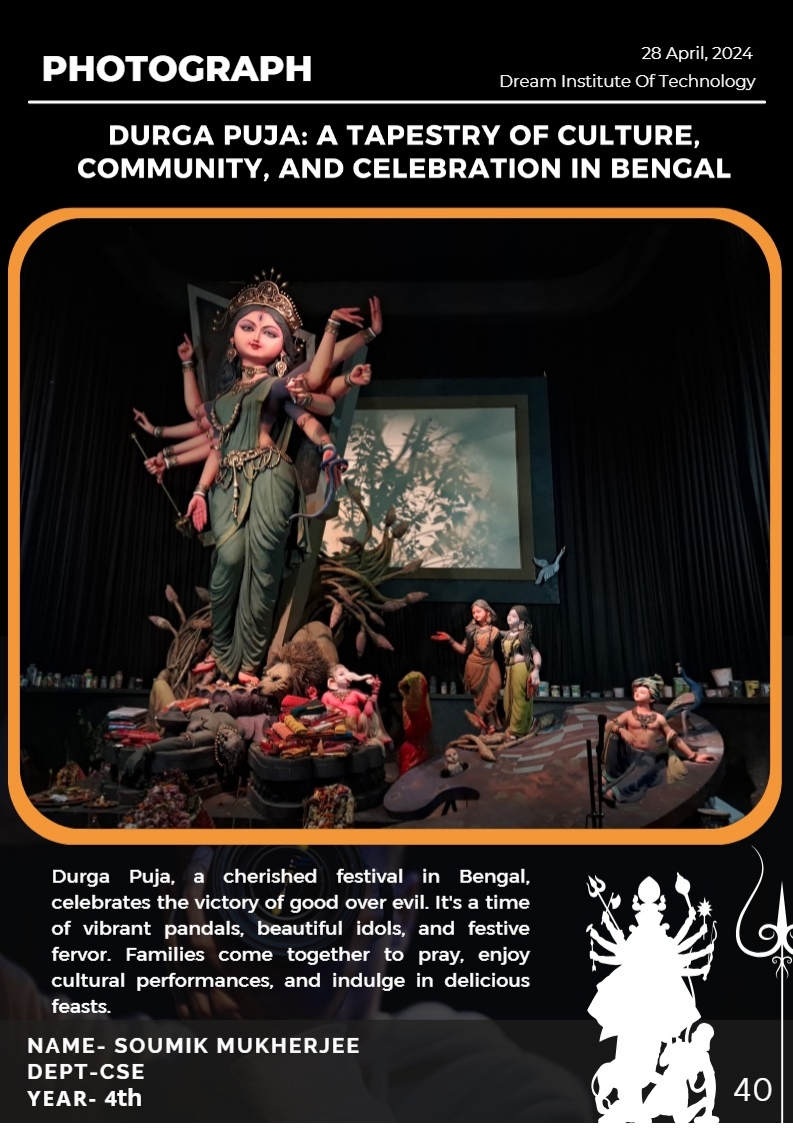 PHOTOGRAPH
28 April, 2024
Dream Institute Of Technology
DURGA PUJA: A TAPESTRY OF CULTURE,
COMMUNITY, AND CELEBRATION IN BENGAL
Durga Puja, a cherished festival in Bengal,
celebrates the victory of good over evil. It's a time
of vibrant pandals, beautiful idols, and festive
fervor. Families come together to pray, enjoy
cultural performances, and indulge in delicious
feasts.
NAME- SOUMIK MUKHERJEE
DEPT-CSE
YEAR- 4th
40